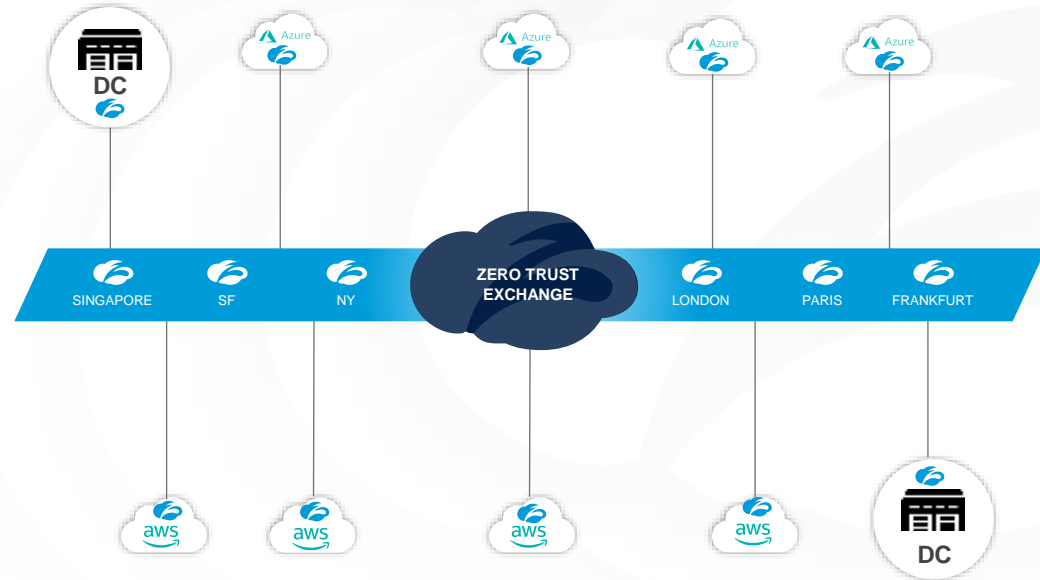 DC
Azure
Azure
Azure
Azure
ZERO TRUST
EXCHANGE
SINGAPORE
SF
NY
LONDON
PARIS
FRANKFURT
aws
aws
aws
aws
DC